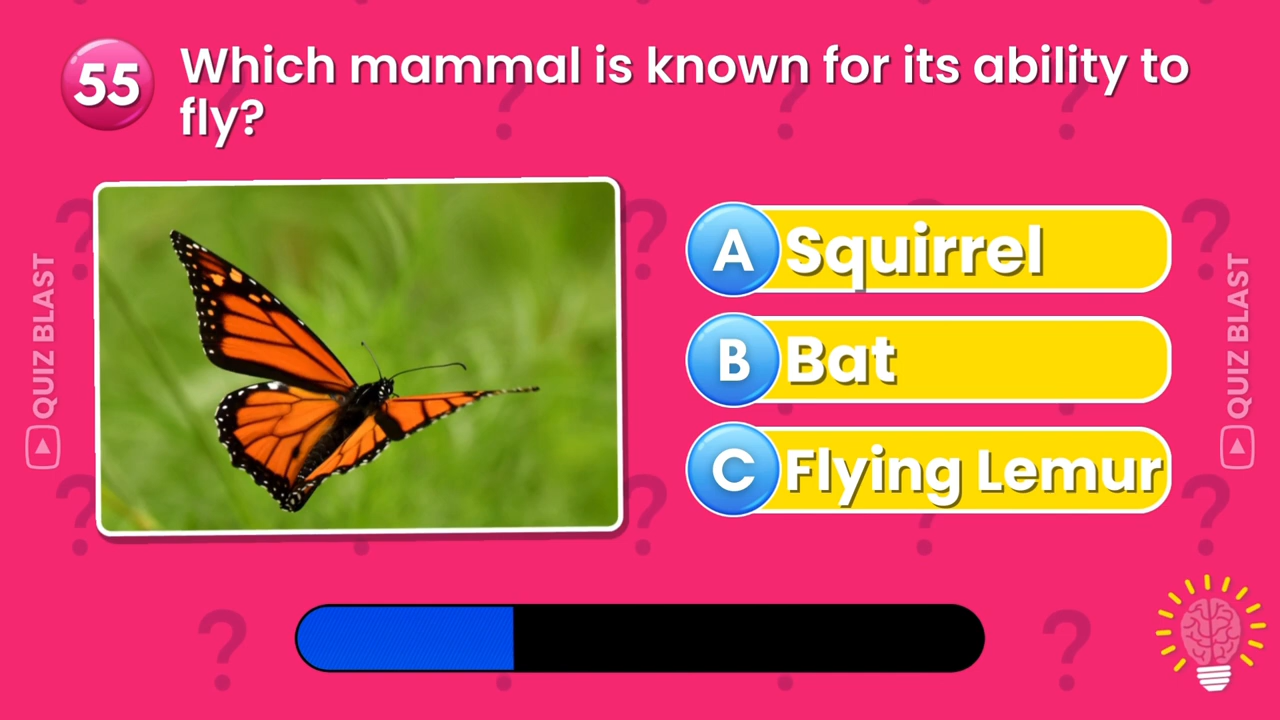 55
Which mammal is known for its ability to
fly?
A Squirrel
B Bat
C Flying Lemur
QUIZ BLAST
QUIZ BLAST